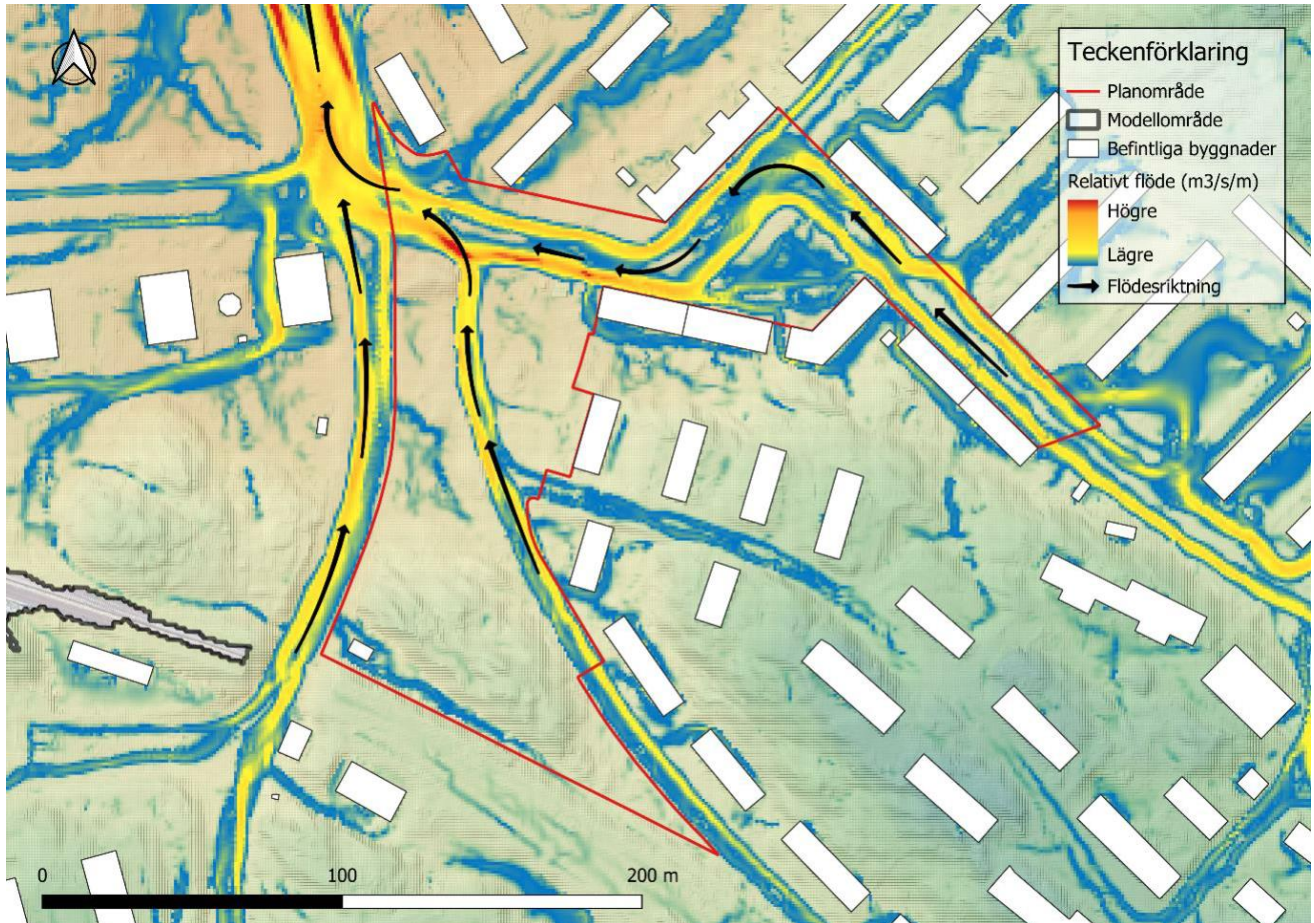 Teckenförklaring
Planområde
Modellområde
Befintliga byggnader
Relativt flöde (m3/s/m)
Högre
Lägre
Flödesriktning
0 100 200 m